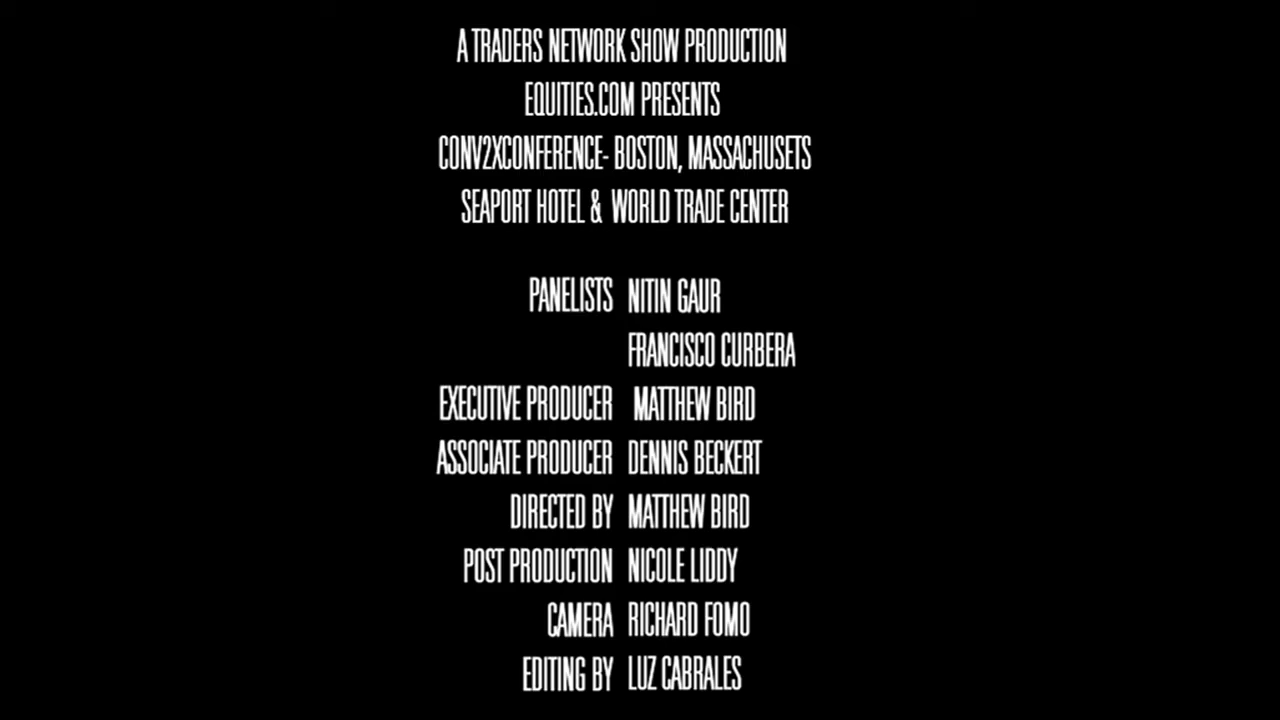 A TRADERS NETWORK SHOW PRODUCTION
EQUITIES.COM PRESENTS
CONV2XCONFERENCE- BOSTON, MASSACHUSETS
SEAPORT HOTEL & WORLD TRADE CENTER
PANELISTS NITIN GAUR
FRANCISCO CURBERA
EXECUTIVE PRODUCER MATTHEW BIRD
ASSOCIATE PRODUCER DENNIS BECKERT
DIRECTED BY MATTHEW BIRD
POST PRODUCTION NICOLE LIDDY
CAMERA RICHARD FOMO
EDITING BY LUZ CABRALES